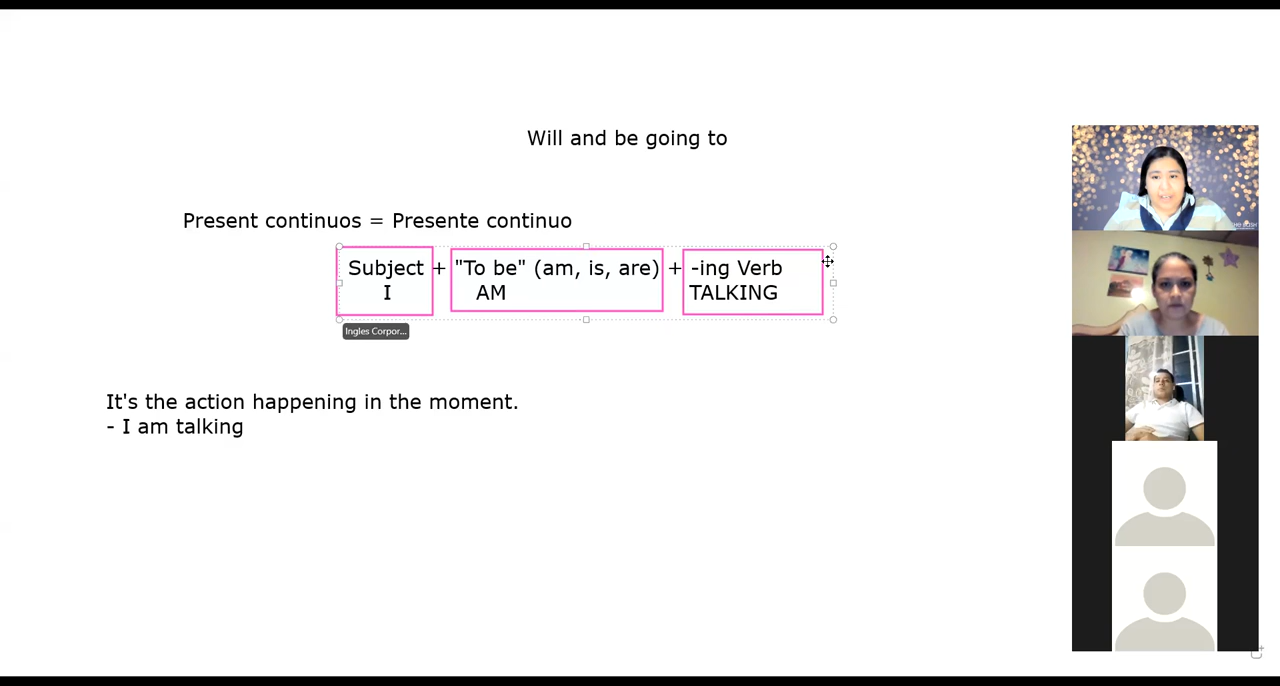 Will and be going to
Present continuos = Presente continuo
Subject + "To be" (am, is, are) + -ing Verb
I AM TALKING
Ingles Corpor...
It's the action happening in the moment.
- I am talking